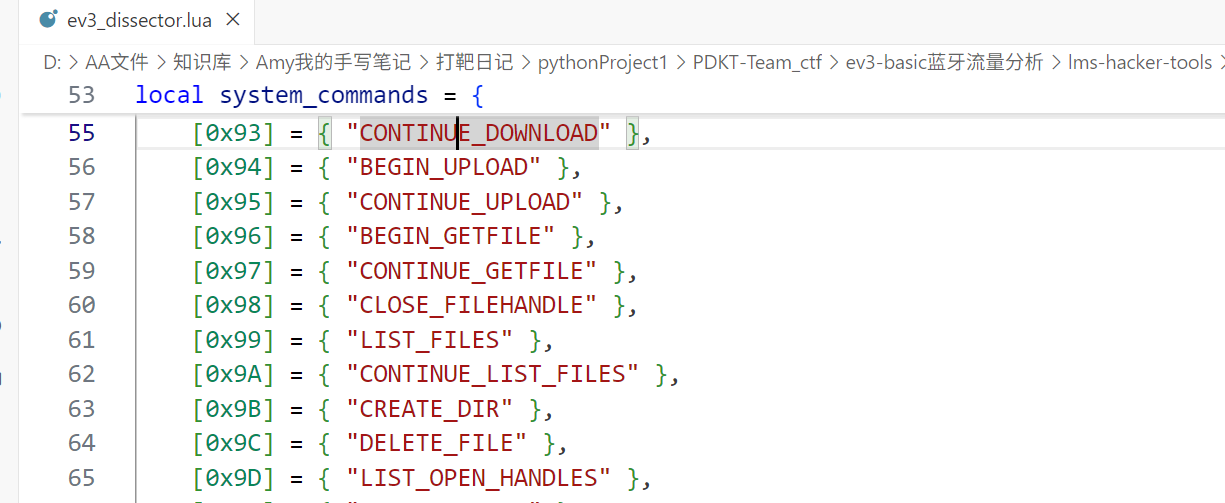 ev3_dissector.lua ×
D: > AA文件 > 知识库 > Amy我的手写笔记 > 打靶日记 > pythonProject1 > PDKT-Team_ctf > ev3-basic蓝牙流量分析 > lms-hacker-tools >
53 local system_commands = {
55 [0x93] = { "CONTINUE_DOWNLOAD" },
56 [0x94] = { "BEGIN_UPLOAD" },
57 [0x95] = { "CONTINUE_UPLOAD" },
58 [0x96] = { "BEGIN_GETFILE" },
59 [0x97] = { "CONTINUE_GETFILE" },
60 [0x98] = { "CLOSE_FILEHANDLE" },
61 [0x99] = { "LIST_FILES" },
62 [0x9A] = { "CONTINUE_LIST_FILES" },
63 [0x9B] = { "CREATE_DIR" },
64 [0x9C] = { "DELETE_FILE" },
65 [0x9D] = { "LIST_OPEN_HANDLES" },